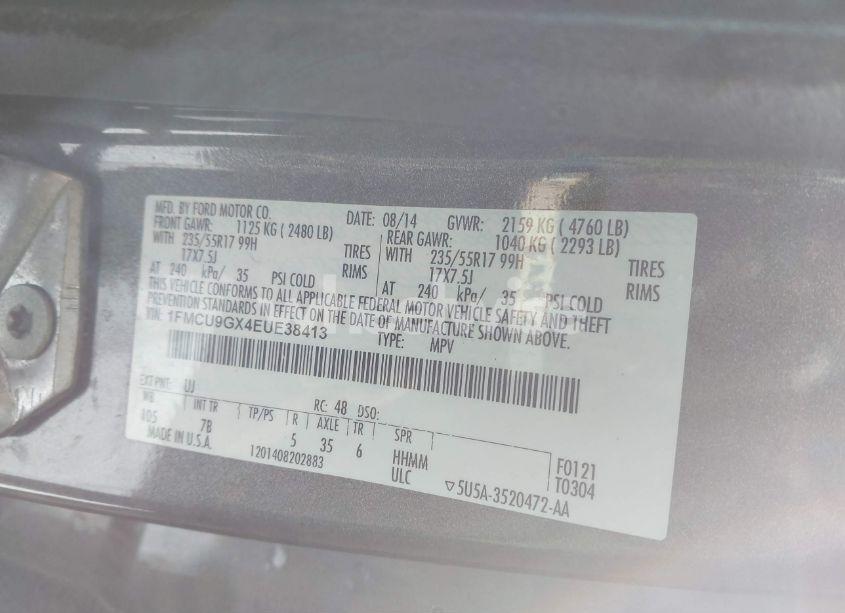 MFD. BY FORD MOTOR CO. DATE: 08/14 GVWR: 2159 KG ( 4760 LB)
FRONT GAWR: 1125 KG ( 2480 LB) REAR GAWR: 1040 KG ( 2293 LB)
WITH 235/55R17 99H TIRES WITH 235/55R17 99H TIRES
17X7.5J RIMS 17X7.5J RIMS
AT 240 kPa/ 35 PSI COLD AT 240 kPa/ 35 PSI COLD
THIS VEHICLE CONFORMS TO ALL APPLICABLE FEDERAL MOTOR VEHICLE SAFETY AND THEFT
PREVENTION STANDARDS IN EFFECT ON THE DATE OF MANUFACTURE SHOWN ABOVE.
VIN: 1FMCU9GX4EUE38413 TYPE: MPV
EXT PNT: UJ RC: 48 DSO:
WB INT TR TP/PS R AXLE TR SPR
105 7B 5 35 6 HHMM F0121
MADE IN U.S.A. 1201408202883 ULC T0304
▽5U5A-3520472-AA